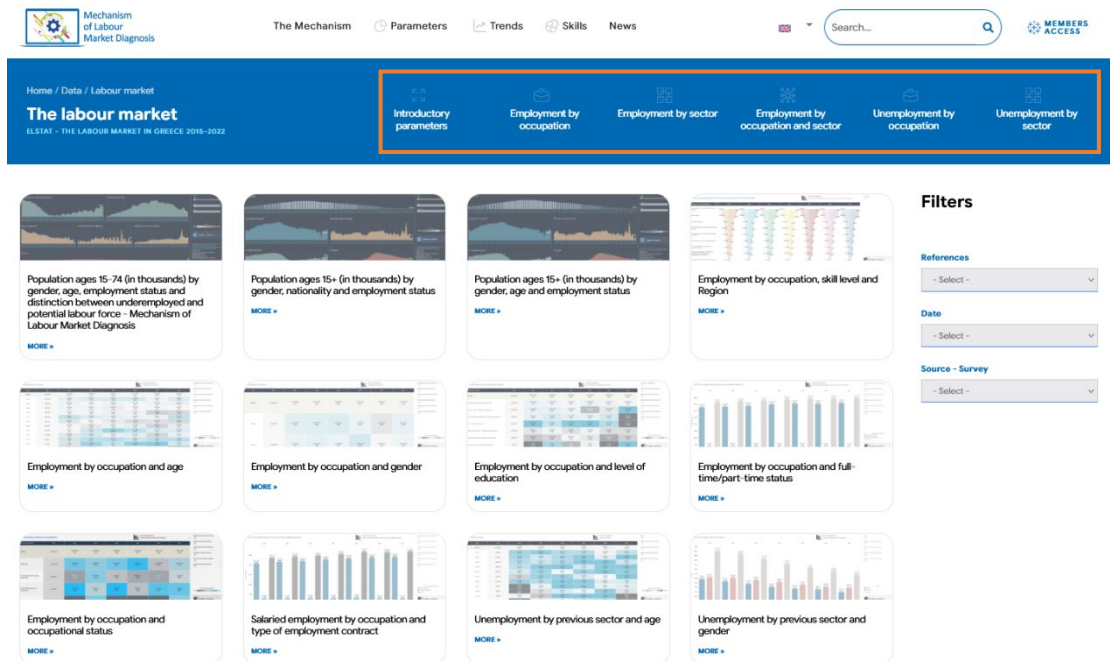 Mechanism
of Labour
Market Diagnosis
The Mechanism
Parameters
Trends
Skills
News
Search...
MEMBERS
ACCESS
Home / Data / Labour market
The labour market
ELSTAT - THE LABOUR MARKET IN GREECE 2015-2022
Introductory
parameters
Employment by
occupation
Employment by sector
Employment by
occupation and sector
Unemployment by
occupation
Unemployment by
sector
Population ages 15-74 (in thousands) by
gender, age, employment status and
distinction between underemployed and
potential labour force - Mechanism of
Labour Market Diagnosis
MORE »
Population ages 15+ (in thousands) by
gender, nationality and employment status
MORE »
Population ages 15+ (in thousands) by
gender, age and employment status
MORE »
Employment by occupation, skill level and
Region
MORE »
Filters
References
- Select -
Date
- Select -
Source - Survey
- Select -
Employment by occupation and age
MORE »
Employment by occupation and gender
MORE »
Employment by occupation and level of
education
MORE »
Employment by occupation and full-
time/part-time status
MORE »
Employment by occupation and
occupational status
MORE »
Salaried employment by occupation and
type of employment contract
MORE »
Unemployment by previous sector and age
MORE »
Unemployment by previous sector and
gender
MORE »